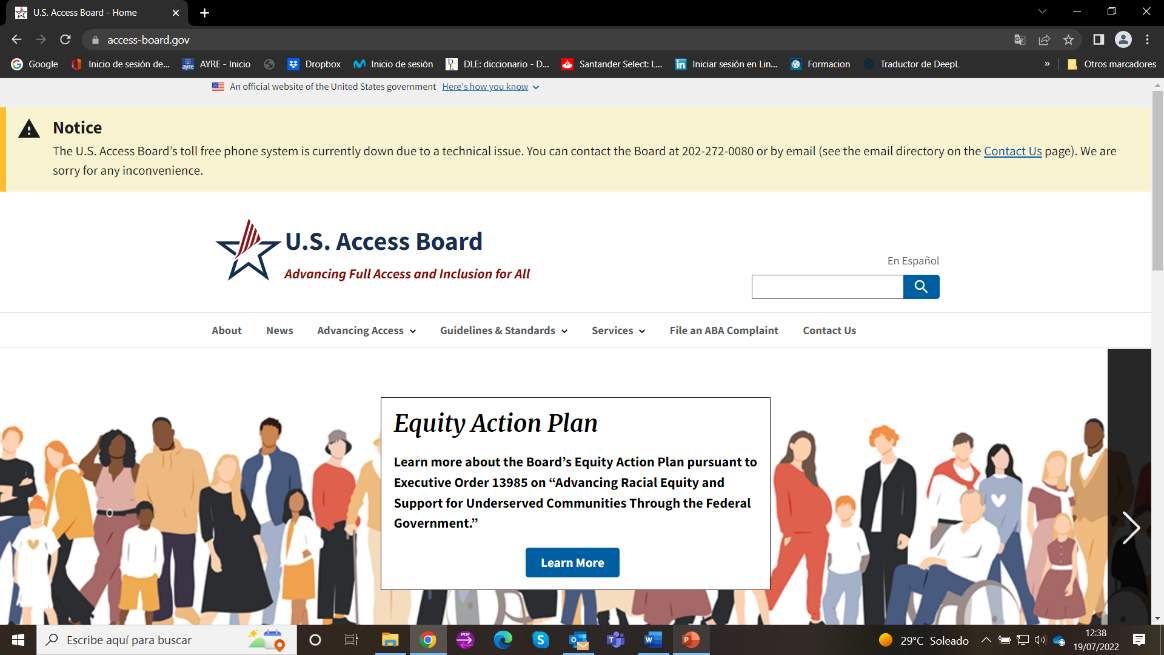 U.S. Access Board - Home
access-board.gov
Google
Inicio de sesión de...
AYRE - Inicio
Dropbox
Inicio de sesión
DLE: diccionario - D...
Santander Select: L...
Iniciar sesión en Lin...
Formacion
Traductor de DeepL
»
Otros marcadores
An official website of the United States government Here's how you know
Notice
The U.S. Access Board's toll free phone system is currently down due to a technical issue. You can contact the Board at 202-272-0080 or by email (see the email directory on the Contact Us page). We are
sorry for any inconvenience.
U.S. Access Board
Advancing Full Access and Inclusion for All
En Español
About News Advancing Access Guidelines & Standards Services File an ABA Complaint Contact Us
Equity Action Plan
Learn more about the Board's Equity Action Plan pursuant to
Executive Order 13985 on “Advancing Racial Equity and
Support for Underserved Communities Through the Federal
Government.”
Learn More
Escribe aquí para buscar
29°C Soleado
12:38
19/07/2022